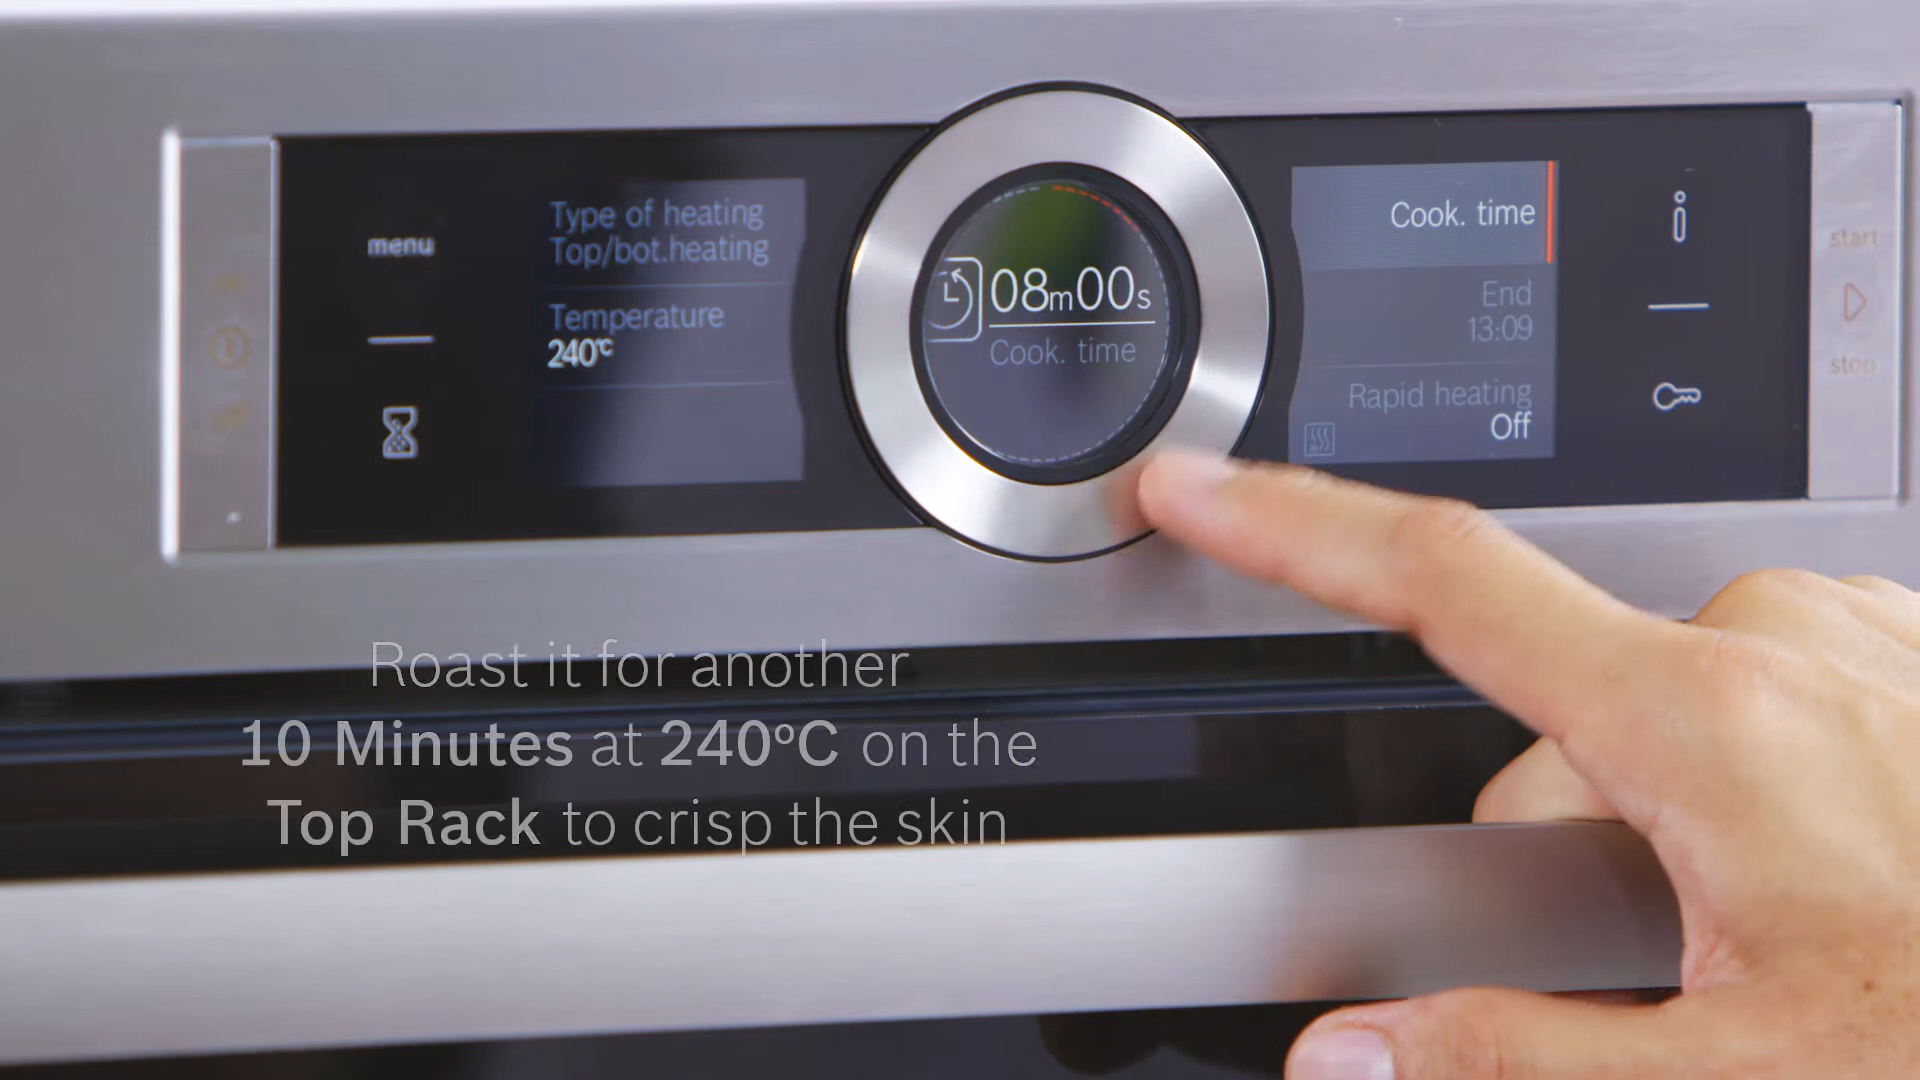 menu
Type of heating
Top/bot.heating
Temperature
240°C
08m00s
Cook. time
Cook. time
End
13:09
Rapid heating
Off
start
stop
Roast it for another
10 Minutes at 240°C on the
Top Rack to crisp the skin